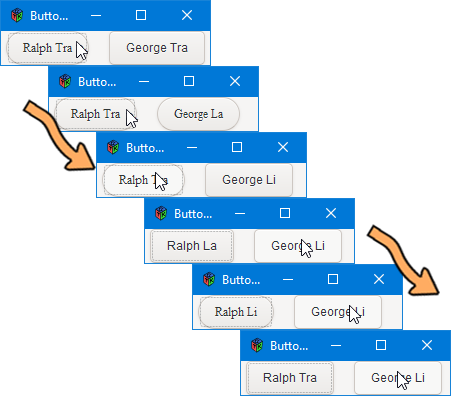 Butto...
Ralph Tra George Tra
Butto...
Ralph Tra George La
Butto...
Ralph Tra George Li
Butto...
Ralph La George Li
Butto...
Ralph Li George Li
Butto...
Ralph Tra George Li